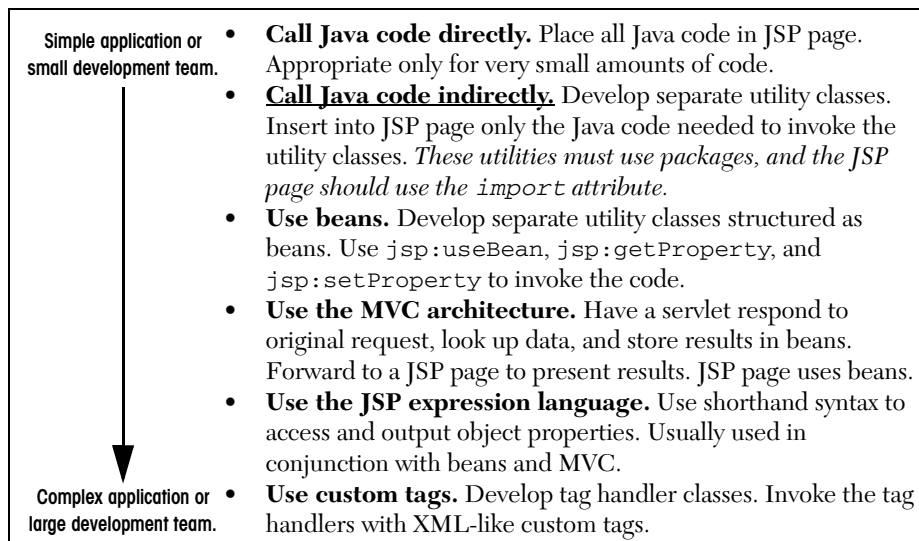 Simple application or
small development team.
• Call Java code directly. Place all Java code in JSP page.
Appropriate only for very small amounts of code.
• Call Java code indirectly. Develop separate utility classes.
Insert into JSP page only the Java code needed to invoke the
utility classes. These utilities must use packages, and the JSP
page should use the import attribute.
• Use beans. Develop separate utility classes structured as
beans. Use jsp:useBean, jsp:getProperty, and
jsp:setProperty to invoke the code.
• Use the MVC architecture. Have a servlet respond to
original request, look up data, and store results in beans.
Forward to a JSP page to present results. JSP page uses beans.
• Use the JSP expression language. Use shorthand syntax to
access and output object properties. Usually used in
conjunction with beans and MVC.
Complex application or
large development team.
• Use custom tags. Develop tag handler classes. Invoke the tag
handlers with XML-like custom tags.